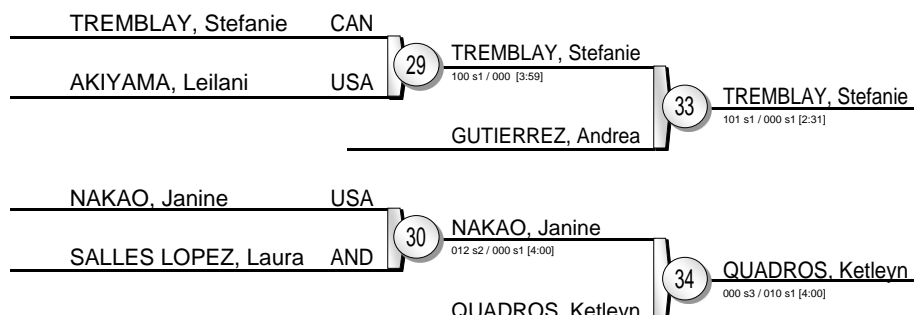 TREMBLAY, Stefanie CAN
29
TREMBLAY, Stefanie
100 s1 / 000 [3:59]
AKIYAMA, Leilani USA
33
TREMBLAY, Stefanie
101 s1 / 000 s1 [2:31]
GUTIERREZ, Andrea
NAKAO, Janine USA
30
NAKAO, Janine
012 s2 / 000 s1 [4:00]
SALLES LOPEZ, Laura AND
34
QUADROS, Ketleyn
000 s3 / 010 s1 [4:00]
QUADROS, Ketleyn